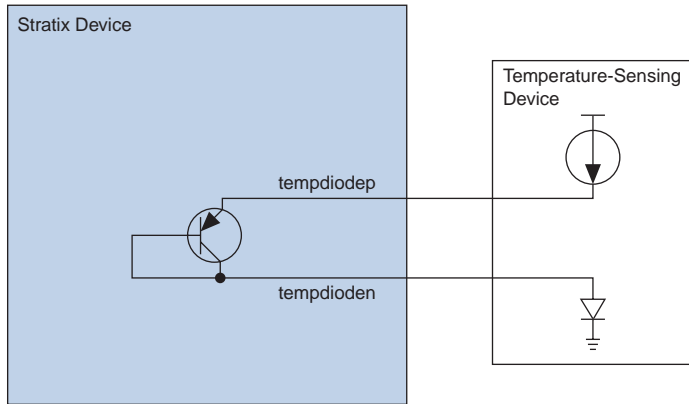 Stratix Device
Temperature-Sensing
Device
tempdiodep
tempdioden